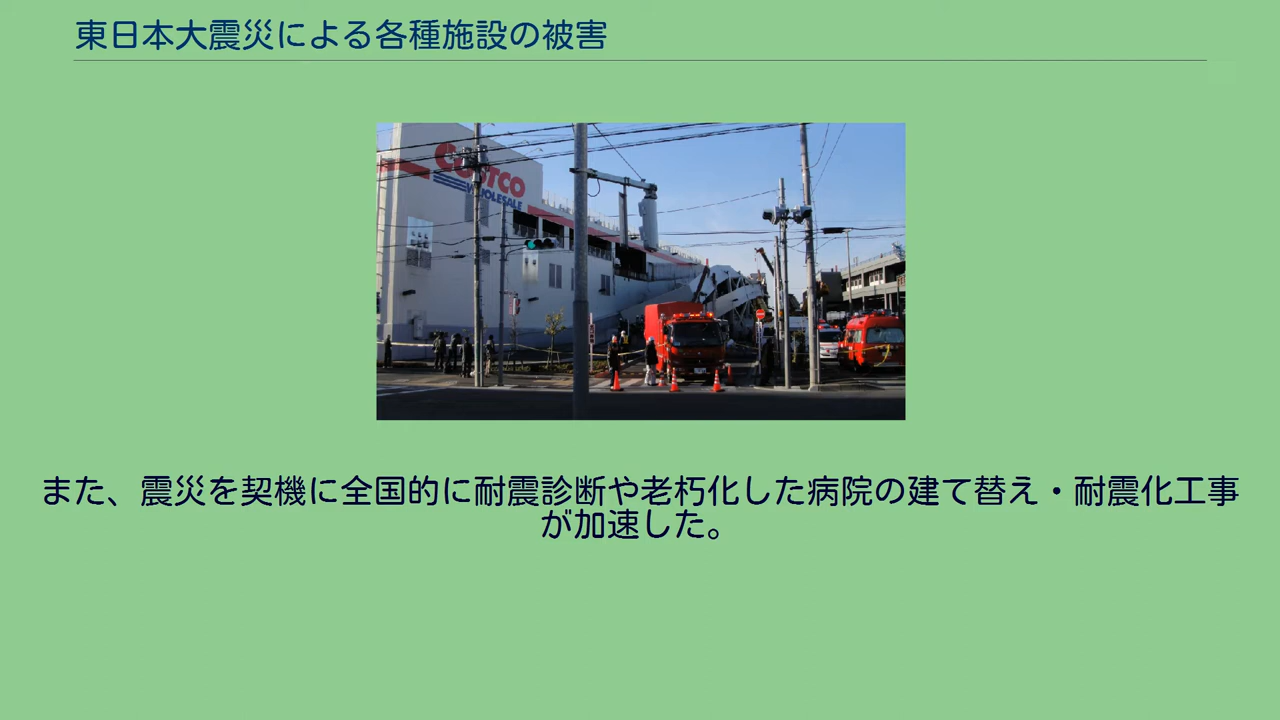 東日本大震災による各種施設の被害
COSTCO
WHOLESALE
また、震災を契機に全国的に耐震診断や老朽化した病院の建て替え・耐震化工事
が加速した。